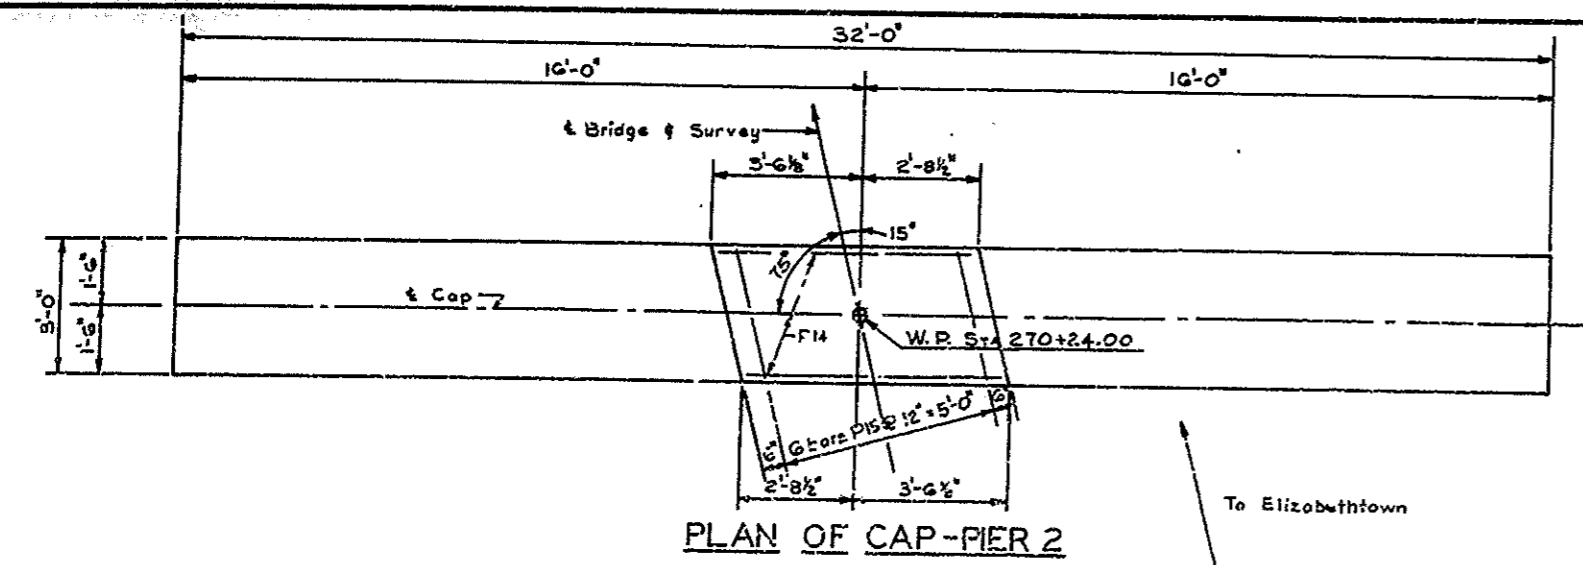 32'-0"
16'-0"
16'-0"
℄ Bridge & Survey
3'-6⅛"
2'-8½"
15°
75°
1'-6"
3'-0"
1'-6"
℄ Cap
F14
W.P. Sta 270+24.00
6"
6 bars P15 @ 12" = 5'-0"
6"
2'-8½"
3'-6⅛"
To Elizabethtown
PLAN OF CAP-PIER 2